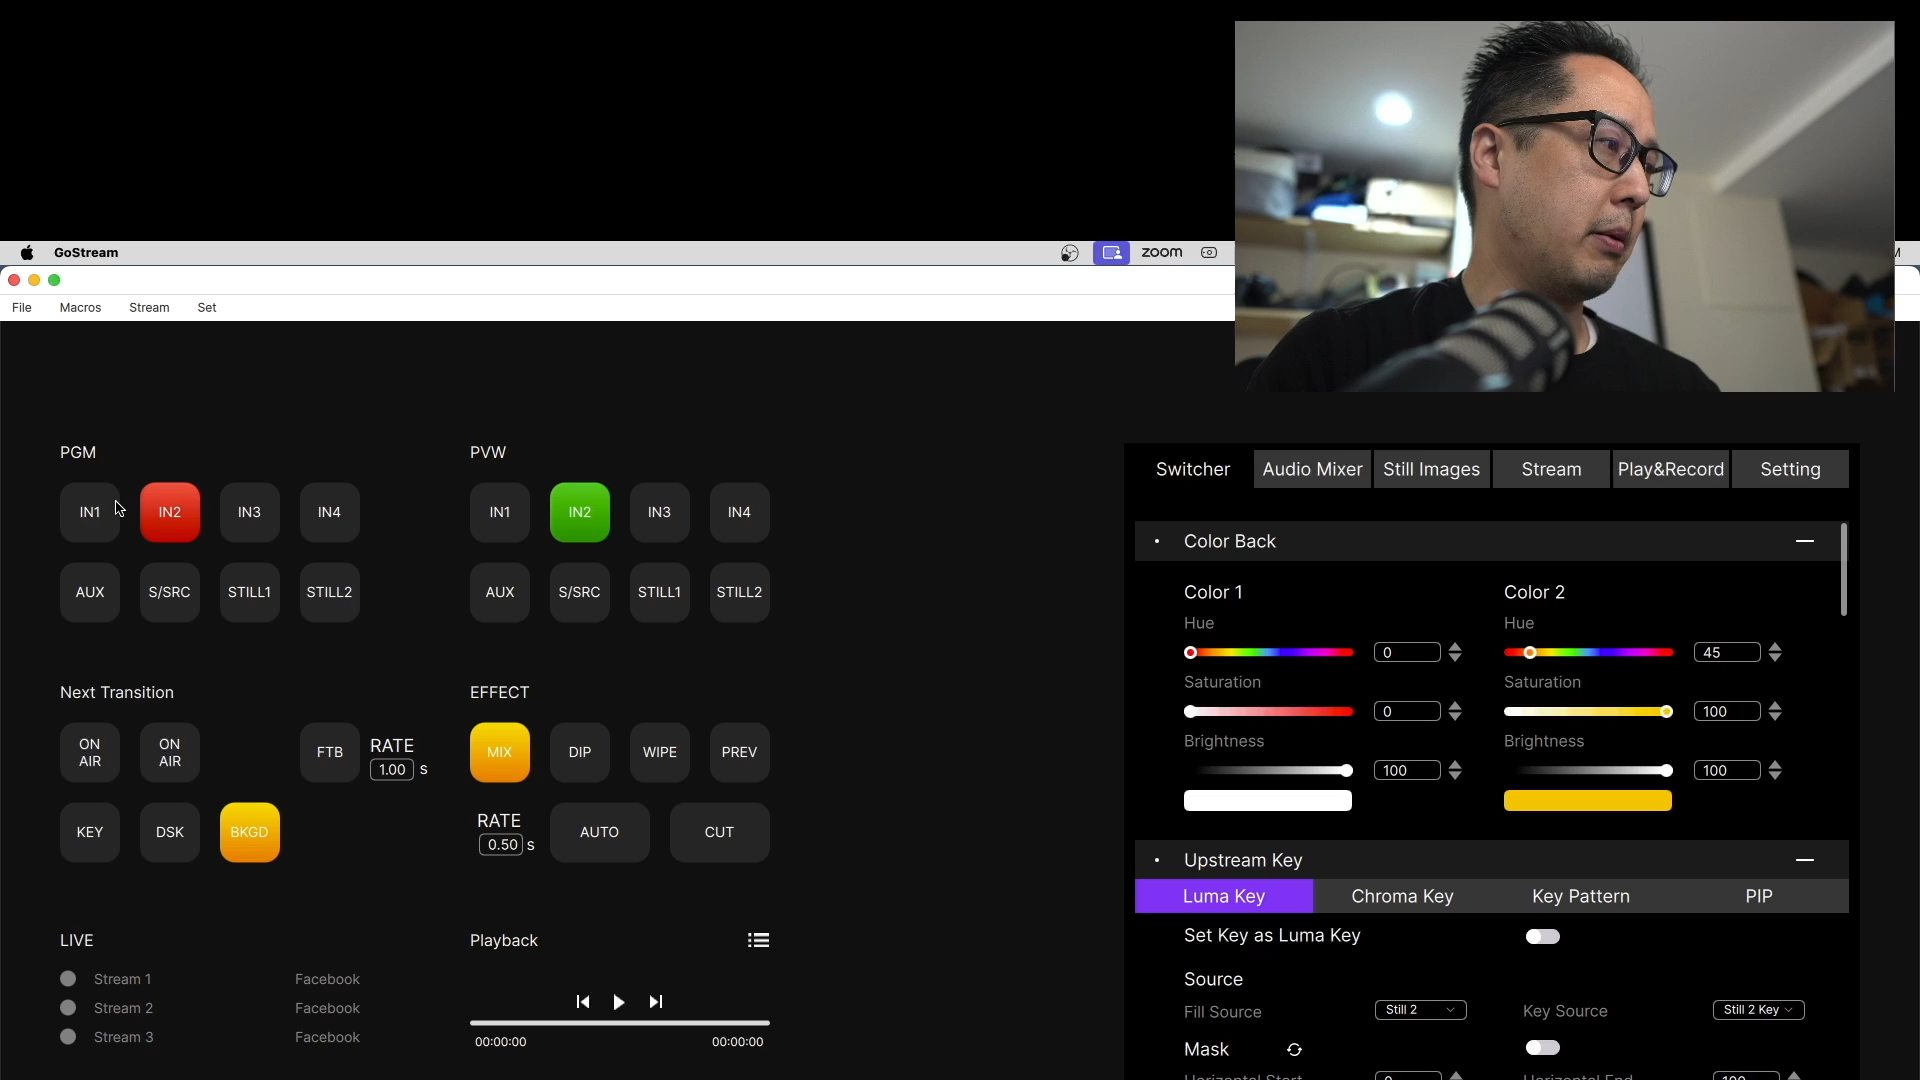 GoStream
zoom
File Macros Stream Set
PGM
IN1 IN2 IN3 IN4
AUX S/SRC STILL1 STILL2
PVW
IN1 IN2 IN3 IN4
AUX S/SRC STILL1 STILL2
Next Transition
ON AIR ON AIR FTB RATE 1.00 s
KEY DSK BKGD
EFFECT
MIX DIP WIPE PREV
RATE 0.50 s AUTO CUT
LIVE
Stream 1 Facebook
Stream 2 Facebook
Stream 3 Facebook
Playback
00:00:00 00:00:00
Switcher Audio Mixer Still Images Stream Play&Record Setting
Color Back
Color 1 Color 2
Hue Hue
0 45
Saturation Saturation
0 100
Brightness Brightness
100 100
Upstream Key
Luma Key Chroma Key Key Pattern PIP
Set Key as Luma Key
Source
Fill Source Still 2 Key Source Still 2 Key
Mask
Horizontal Start 0 Horizontal End 100